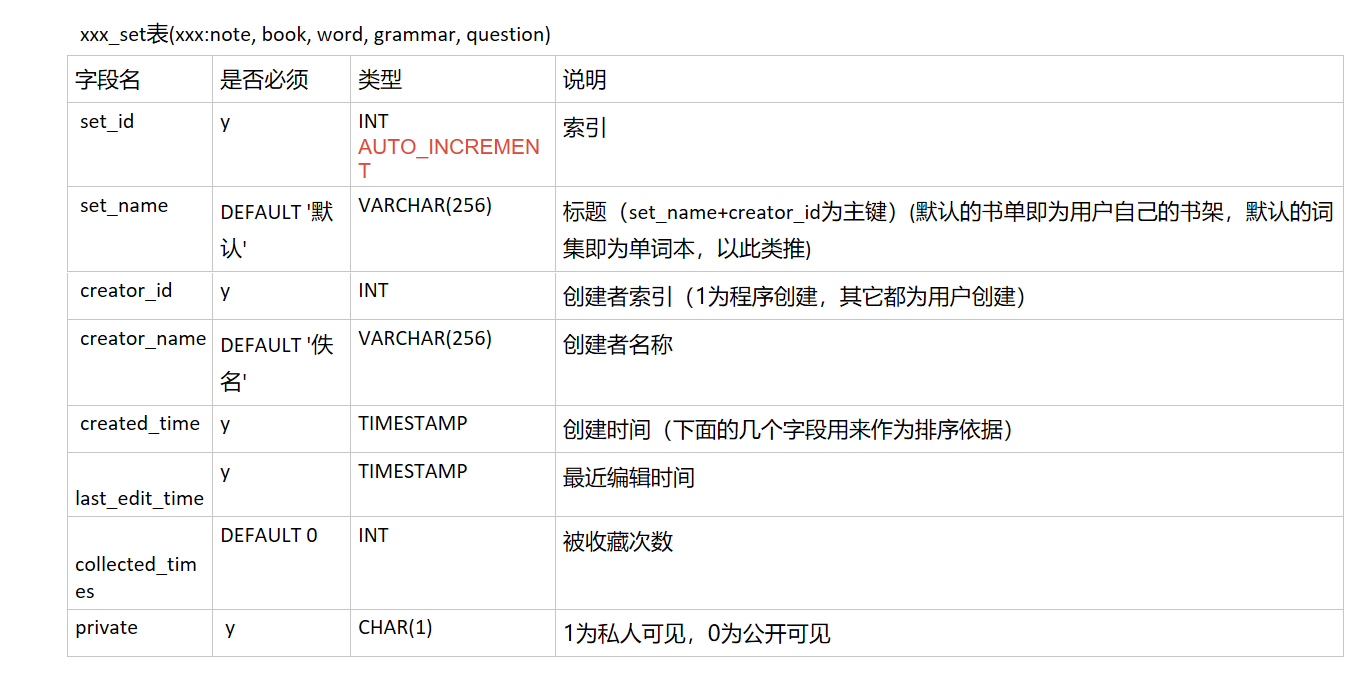 xxx_set表(xxx:note, book, word, grammar, question)
字段名 是否必须 类型 说明
set_id y INT 索引
AUTO_INCREMEN
T
set_name DEFAULT '默 VARCHAR(256) 标题（set_name+creator_id为主键）(默认的书单即为用户自己的书架，默认的词
认' 集即为单词本，以此类推)
creator_id y INT 创建者索引（1为程序创建，其它都为用户创建）
creator_name DEFAULT '佚 VARCHAR(256) 创建者名称
名'
created_time y TIMESTAMP 创建时间（下面的几个字段用来作为排序依据）
y TIMESTAMP 最近编辑时间
last_edit_time
DEFAULT 0 INT 被收藏次数
collected_tim
es
private y CHAR(1) 1为私人可见，0为公开可见